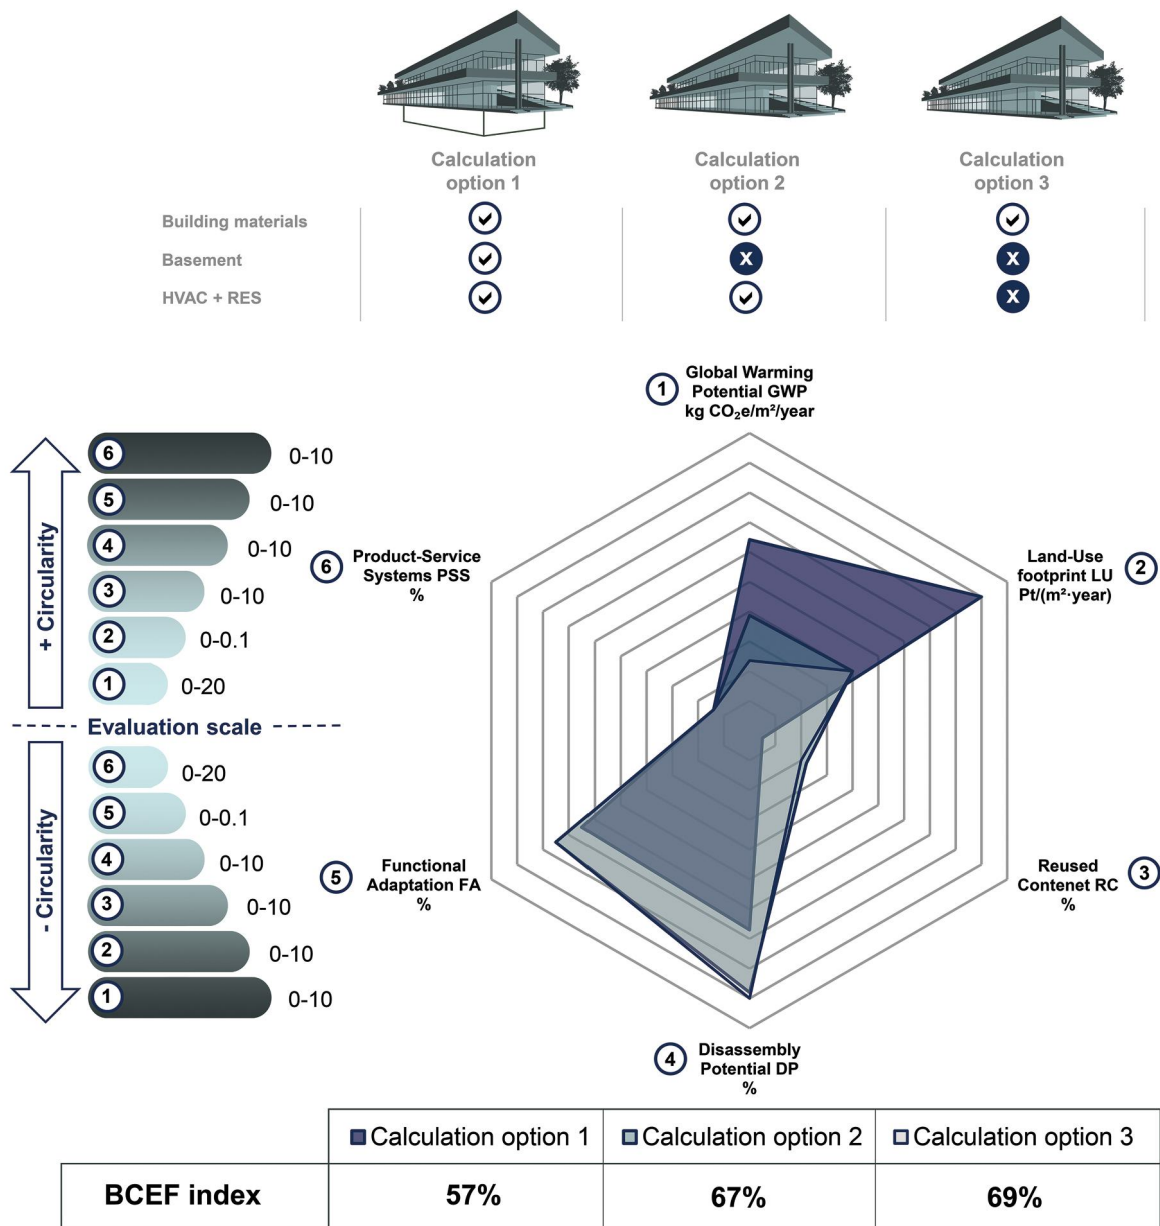 Calculation
option 1
Calculation
option 2
Calculation
option 3
Building materials
Basement
X
X
HVAC + RES
X
1
Global Warming
Potential GWP
kg CO₂e/m²/year
+ Circularity
6
0-10
5
0-10
4
0-10
3
0-10
2
0-0.1
1
0-20
Evaluation scale
- Circularity
6
0-20
5
0-0.1
4
0-10
3
0-10
2
0-10
1
0-10
6
Product-Service
Systems PSS
%
Land-Use
footprint LU
Pt/(m²·year)
2
5
Functional
Adaptation FA
%
Reused
Contenet RC
%
3
4
Disassembly
Potential DP
%
Calculation option 1
Calculation option 2
Calculation option 3
BCEF index
57%
67%
69%